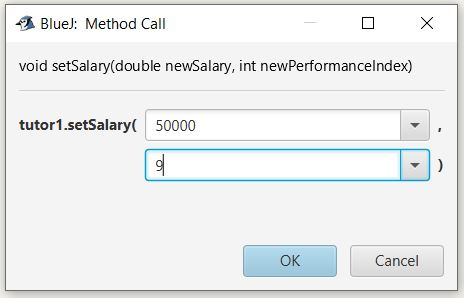 BlueJ:  Method Call
void setSalary(double newSalary, int newPerformanceIndex)
tutor1.setSalary( 50000 ,
9 )
OK Cancel